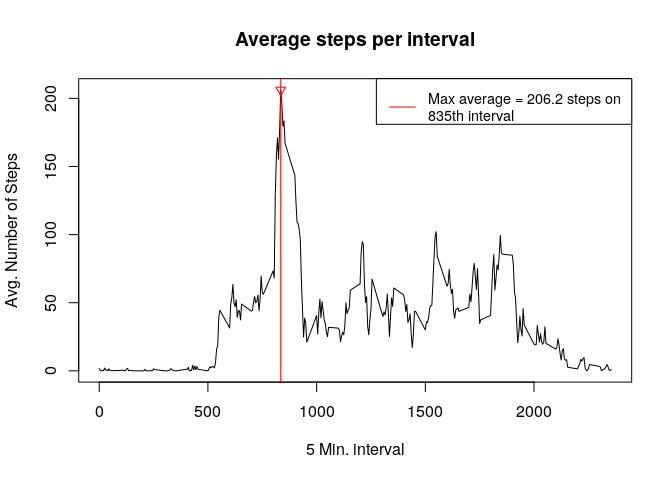 Average steps per interval
Max average = 206.2 steps on
835th interval
Avg. Number of Steps
200
150
100
50
0
0 500 1000 1500 2000
5 Min. interval